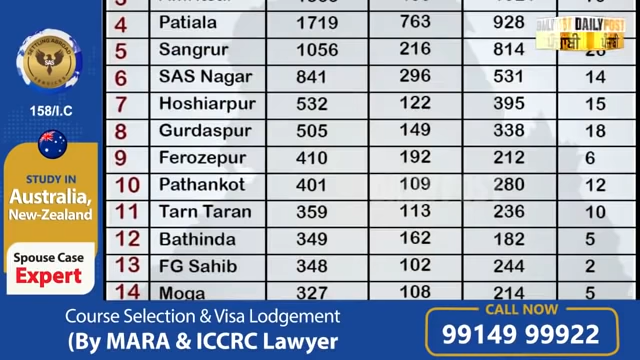 4 Patiala 1719 763 928
5 Sangrur 1056 216 814 26
6 SAS Nagar 841 296 531 14
7 Hoshiarpur 532 122 395 15
8 Gurdaspur 505 149 338 18
9 Ferozepur 410 192 212 6
10 Pathankot 401 109 280 12
11 Tarn Taran 359 113 236 10
12 Bathinda 349 162 182 5
13 FG Sahib 348 102 244 2
14 Moga 327 108 214 5
DAILY POST
ਪੰਜਾਬੀ
SAS
158/I.C
STUDY IN
Australia,
New-Zealand
Spouse Case
Expert
Course Selection & Visa Lodgement
(By MARA & ICCRC Lawyer
CALL NOW
99149 99922